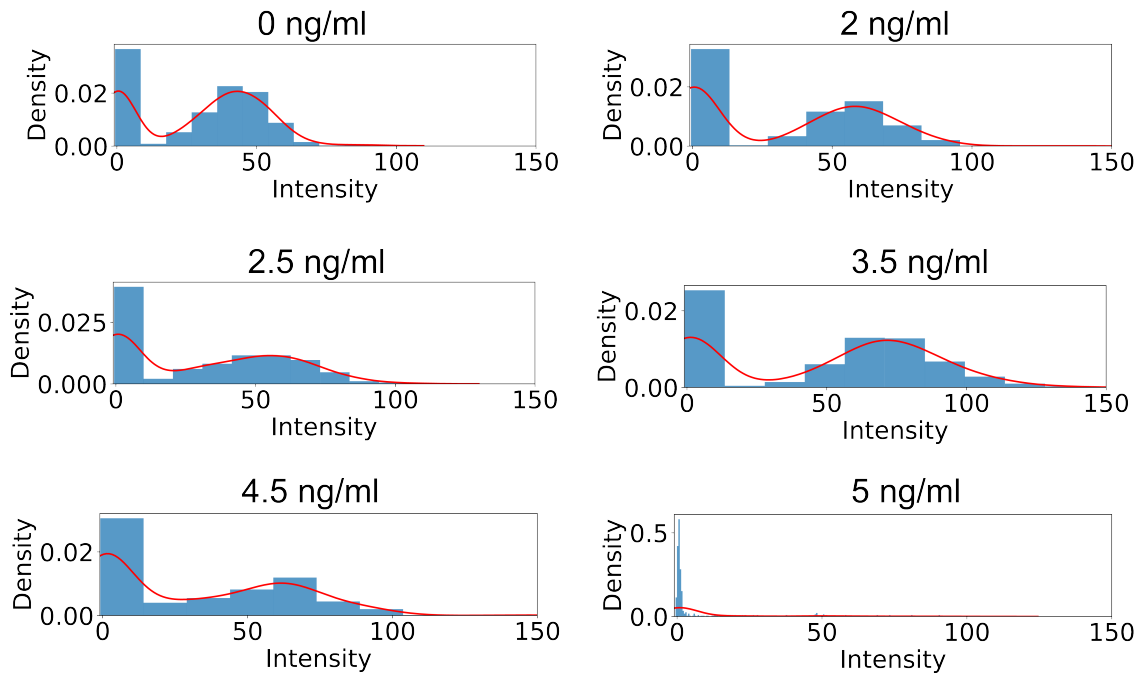 0 ng/ml
Density
0.02
0.00
0 50 100 150
Intensity
2 ng/ml
Density
0.02
0.00
0 50 100 150
Intensity
2.5 ng/ml
Density
0.025
0.000
0 50 100 150
Intensity
3.5 ng/ml
Density
0.02
0.00
0 50 100 150
Intensity
4.5 ng/ml
Density
0.02
0.00
0 50 100 150
Intensity
5 ng/ml
Density
0.5
0.0
0 50 100 150
Intensity